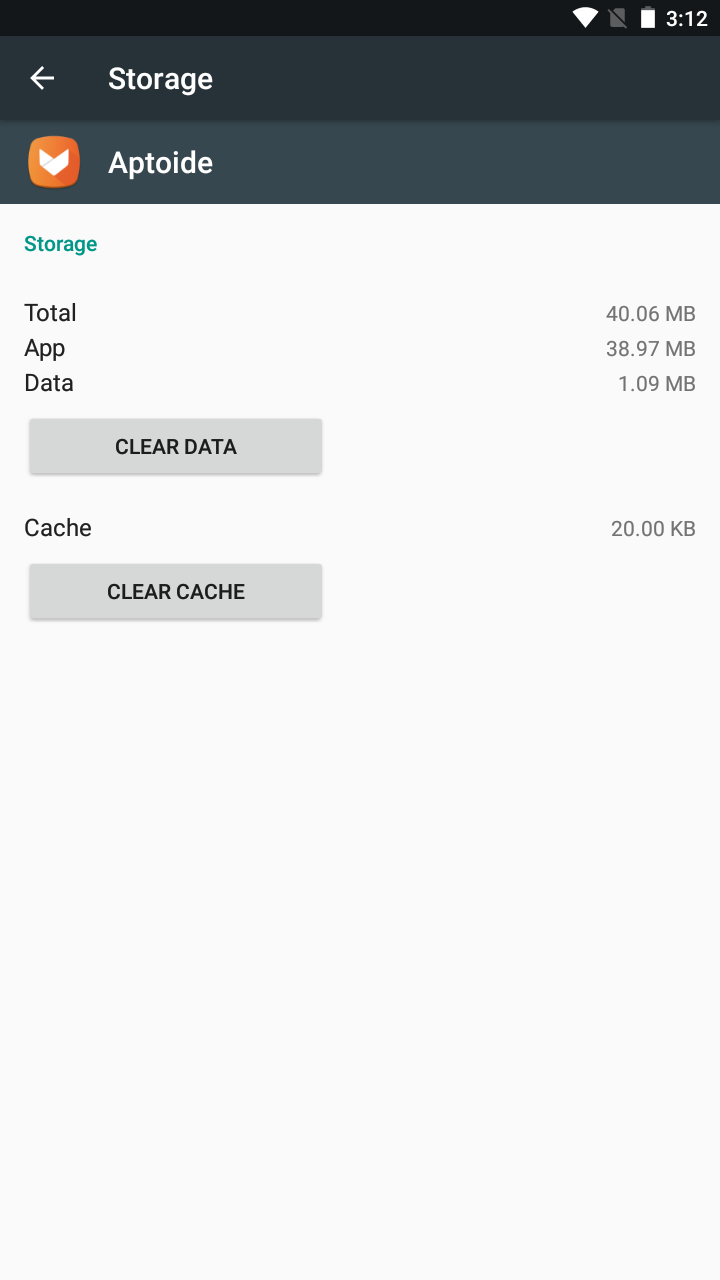 3:12
Storage
Aptoide
Storage
Total 40.06 MB
App 38.97 MB
Data 1.09 MB
CLEAR DATA
Cache 20.00 KB
CLEAR CACHE